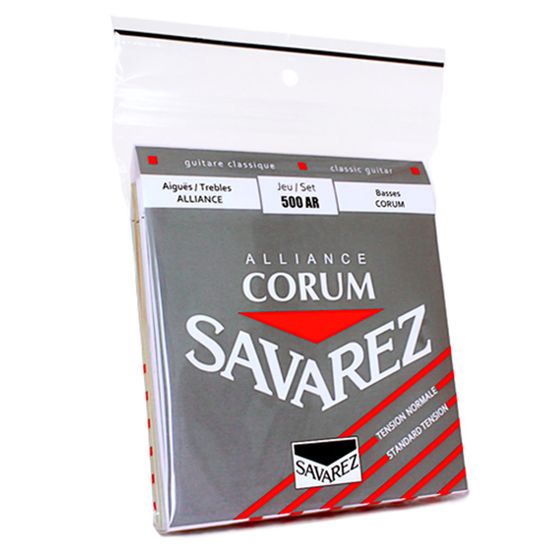 guitare classique classic guitar
Aiguës / Trebles Jeu / Set Basses
ALLIANCE 500 AR CORUM
ALLIANCE
CORUM
SAVAREZ
TENSION NORMALE
STANDARD TENSION
SAVAREZ